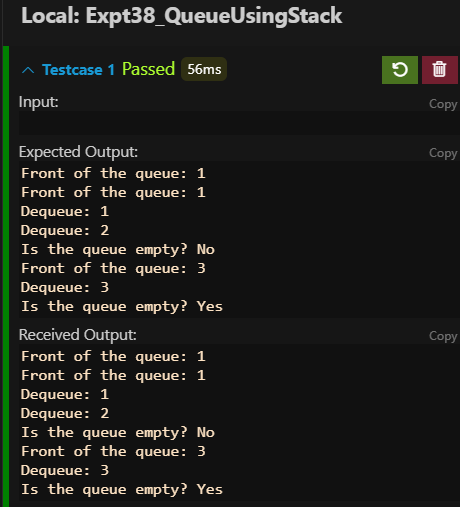 Local: Expt38_QueueUsingStack
Testcase 1 Passed 56ms
Input:
Copy
Expected Output:
Copy
Front of the queue: 1
Front of the queue: 1
Dequeue: 1
Dequeue: 2
Is the queue empty? No
Front of the queue: 3
Dequeue: 3
Is the queue empty? Yes
Received Output:
Copy
Front of the queue: 1
Front of the queue: 1
Dequeue: 1
Dequeue: 2
Is the queue empty? No
Front of the queue: 3
Dequeue: 3
Is the queue empty? Yes